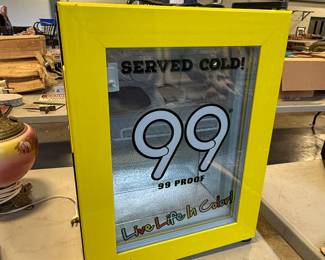 SERVED COLD!
99
99 PROOF
Live Life In Color!